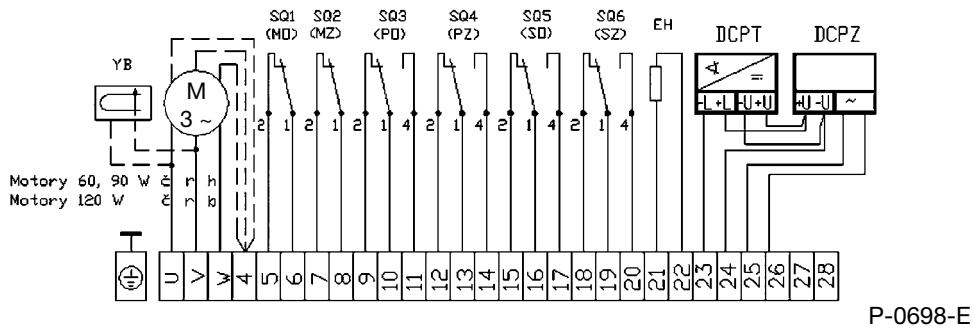 SQ1 SQ2 SQ3 SQ4 SQ5 SQ6 EH
(MO) (MZ) (PO) (PZ) (SO) (SZ)
DCPT DCPZ
YB
M
3 ~
-L +L -U +U +U -U ~
2 1 2 1 2 1 4 2 1 4 2 1 4 2 1 4
Motory 60, 90 W č r h
Motory 120 W č r b
U V W 4 5 6 7 8 9 10 11 12 13 14 15 16 17 18 19 20 21 22 23 24 25 26 27 28
P-0698-E